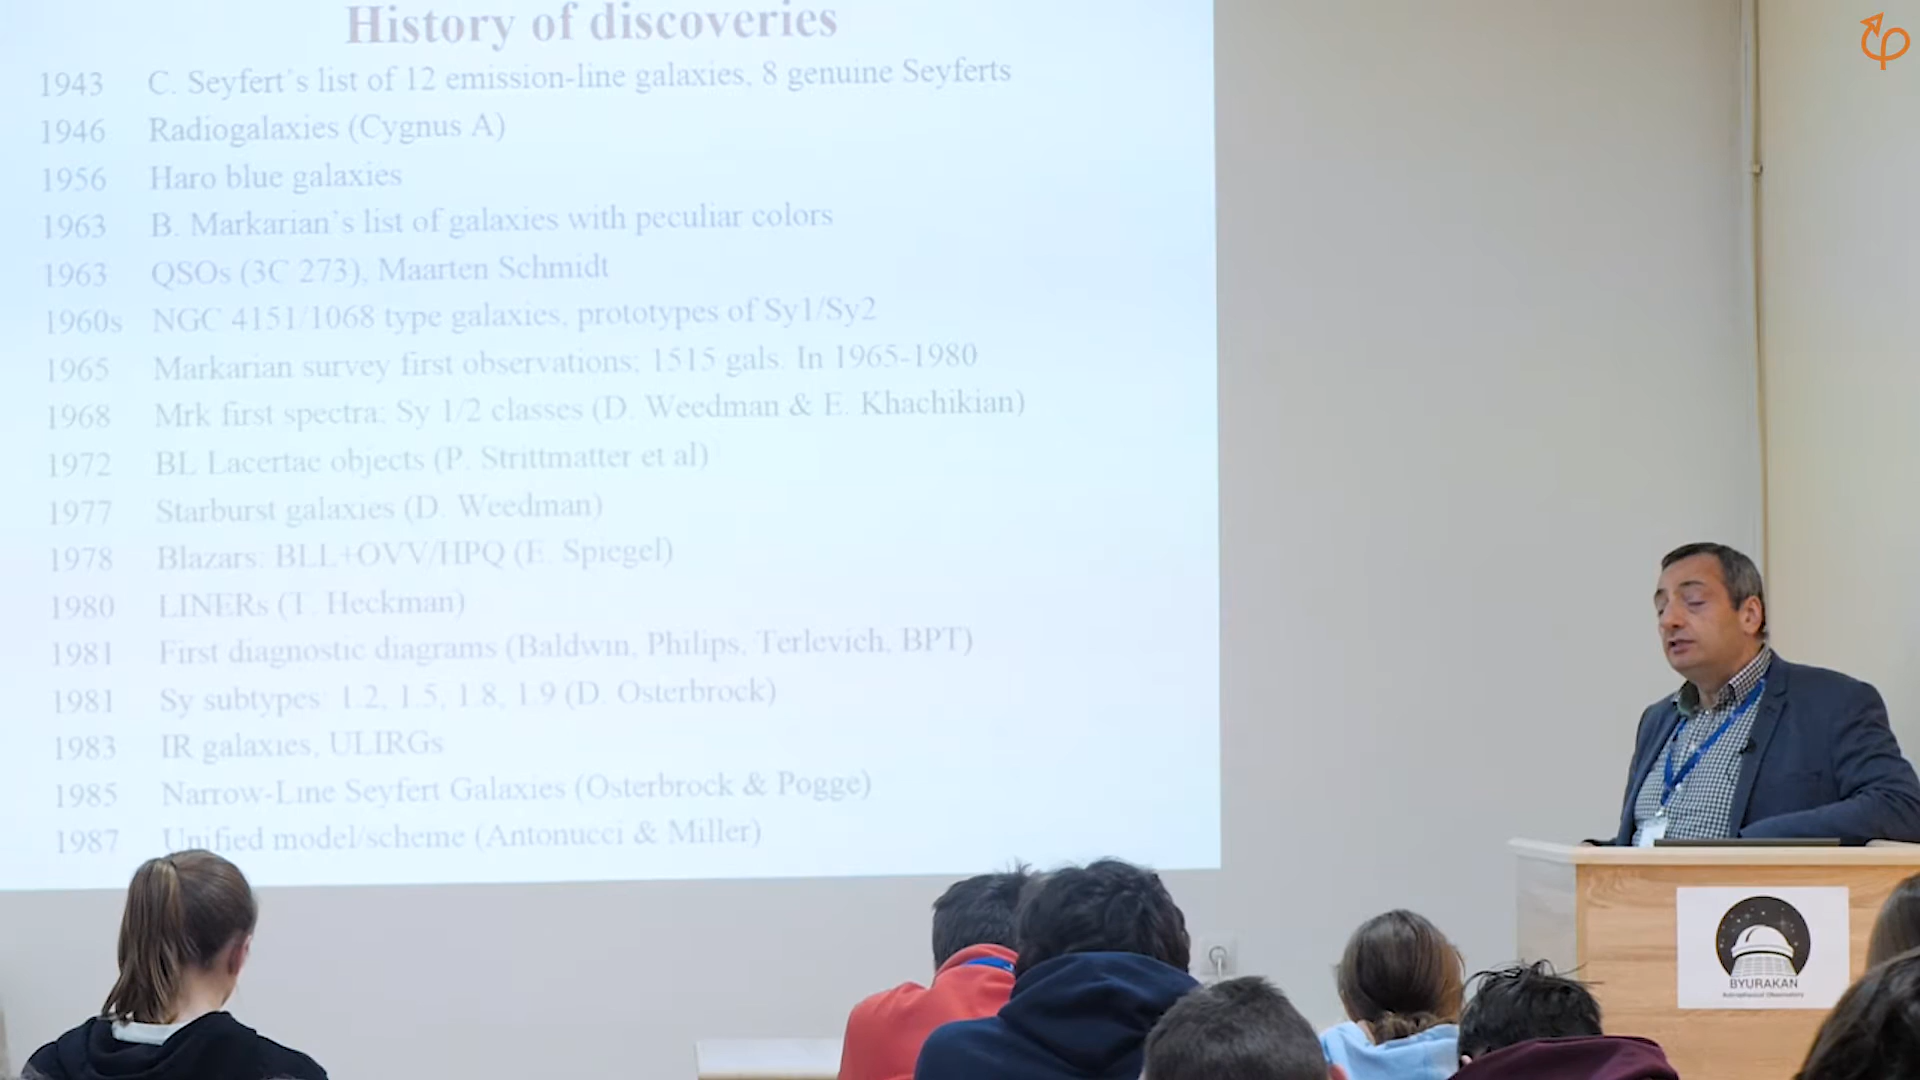 History of discoveries
1943 C. Seyfert's list of 12 emission-line galaxies, 8 genuine Seyferts
1946 Radiogalaxies (Cygnus A)
1956 Haro blue galaxies
1963 B. Markarian's list of galaxies with peculiar colors
1963 QSOs (3C 273), Maarten Schmidt
1960s NGC 4151/1068 type galaxies, prototypes of Sy1/Sy2
1965 Markarian survey first observations; 1515 gals. In 1965-1980
1968 Mrk first spectra: Sy 1/2 classes (D. Weedman & E. Khachikian)
1972 BL Lacertae objects (P. Strittmatter et al)
1977 Starburst galaxies (D. Weedman)
1978 Blazars: BLL+OVV/HPQ (E. Spiegel)
1980 LINERs (T. Heckman)
1981 First diagnostic diagrams (Baldwin, Philips, Terlevich, BPT)
1981 Sy subtypes: 1.2, 1.5, 1.8, 1.9 (D. Osterbrock)
1983 IR galaxies, ULIRGs
1985 Narrow-Line Seyfert Galaxies (Osterbrock & Pogge)
1987 Unified model/scheme (Antonucci & Miller)
BYURAKAN
Astrophysical Observatory